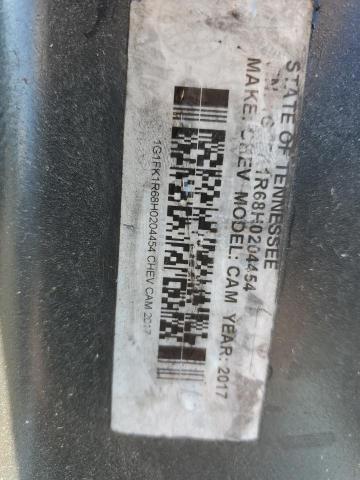 STATE OF TENNESSEE
1R68H0204454
MAKE: CHEV MODEL: CAM YEAR: 2017
1G1FK1R68H0204454 CHEV CAM 2017